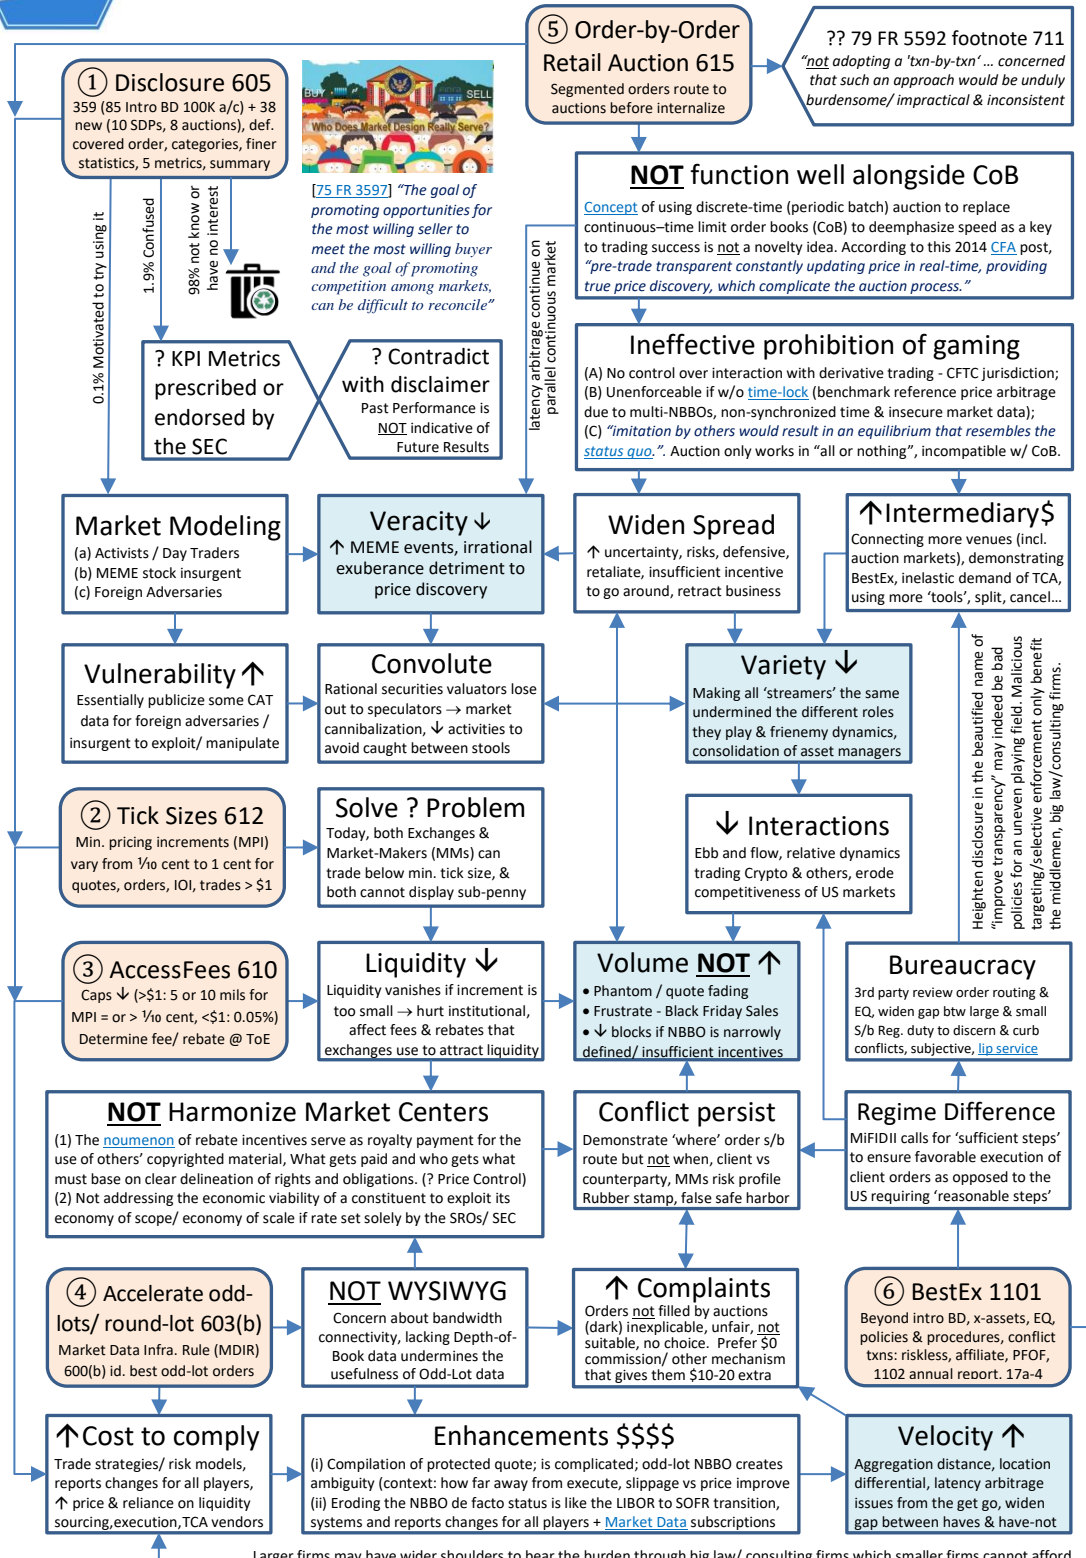 ⑤ Order-by-Order
Retail Auction 615
Segmented orders route to
auctions before internalize
?? 79 FR 5592 footnote 711
“not adopting a 'txn-by-txn‘ … concerned
that such an approach would be unduly
burdensome/ impractical & inconsistent
① Disclosure 605
359 (85 Intro BD 100K a/c) + 38
new (10 SDPs, 8 auctions), def.
covered order, categories, finer
statistics, 5 metrics, summary
BUY
SELL
Who Does Market Design Really Serve?
[75 FR 3597] “The goal of
promoting opportunities for
the most willing seller to
meet the most willing buyer
and the goal of promoting
competition among markets,
can be difficult to reconcile”
0.1% Motivated to try using it
1.9% Confused
98% not know or
have no interest
NOT function well alongside CoB
Concept of using discrete-time (periodic batch) auction to replace
continuous–time limit order books (CoB) to deemphasize speed as a key
to trading success is not a novelty idea. According to this 2014 CFA post,
“pre-trade transparent constantly updating price in real-time, providing
true price discovery, which complicate the auction process.”
latency arbitrage continue on
parallel continuous market
? KPI Metrics
prescribed or
endorsed by
the SEC
? Contradict
with disclaimer
Past Performance is
NOT indicative of
Future Results
Ineffective prohibition of gaming
(A) No control over interaction with derivative trading - CFTC jurisdiction;
(B) Unenforceable if w/o time-lock (benchmark reference price arbitrage
due to multi-NBBOs, non-synchronized time & insecure market data);
(C) “imitation by others would result in an equilibrium that resembles the
status quo.”. Auction only works in “all or nothing”, incompatible w/ CoB.
Market Modeling
(a) Activists / Day Traders
(b) MEME stock insurgent
(c) Foreign Adversaries
Veracity ↓
↑ MEME events, irrational
exuberance detriment to
price discovery
Widen Spread
↑ uncertainty, risks, defensive,
retaliate, insufficient incentive
to go around, retract business
↑Intermediary$
Connecting more venues (incl.
auction markets), demonstrating
BestEx, inelastic demand of TCA,
using more ‘tools’, split, cancel…
Vulnerability ↑
Essentially publicize some CAT
data for foreign adversaries /
insurgent to exploit/ manipulate
Convolute
Rational securities valuators lose
out to speculators → market
cannibalization, ↓ activities to
avoid caught between stools
Variety ↓
Making all ‘streamers’ the same
undermined the different roles
they play & frienemy dynamics,
consolidation of asset managers
Heighten disclosure in the beautified name of
“improve transparency” may indeed be bad
policies for an uneven playing field. Malicious
targeting/selective enforcement only benefit
the middlemen, big law/consulting firms.
② Tick Sizes 612
Min. pricing increments (MPI)
vary from ⅒ cent to 1 cent for
quotes, orders, IOI, trades > $1
Solve ? Problem
Today, both Exchanges &
Market-Makers (MMs) can
trade below min. tick size, &
both cannot display sub-penny
↓ Interactions
Ebb and flow, relative dynamics
trading Crypto & others, erode
competitiveness of US markets
③ AccessFees 610
Caps ↓ (>$1: 5 or 10 mils for
MPI = or > ⅒ cent, <$1: 0.05%)
Determine fee/ rebate @ ToE
Liquidity ↓
Liquidity vanishes if increment is
too small → hurt institutional,
affect fees & rebates that
exchanges use to attract liquidity
Volume NOT ↑
• Phantom / quote fading
• Frustrate - Black Friday Sales
• ↓ blocks if NBBO is narrowly
defined/ insufficient incentives
Bureaucracy
3rd party review order routing &
EQ, widen gap btw large & small
S/b Reg. duty to discern & curb
conflicts, subjective, lip service
NOT Harmonize Market Centers
(1) The noumenon of rebate incentives serve as royalty payment for the
use of others’ copyrighted material, What gets paid and who gets what
must base on clear delineation of rights and obligations. (? Price Control)
(2) Not addressing the economic viability of a constituent to exploit its
economy of scope/ economy of scale if rate set solely by the SROs/ SEC
Conflict persist
Demonstrate ‘where’ order s/b
route but not when, client vs
counterparty, MMs risk profile
Rubber stamp, false safe harbor
Regime Difference
MiFIDII calls for ‘sufficient steps’
to ensure favorable execution of
client orders as opposed to the
US requiring ‘reasonable steps’
④ Accelerate odd-
lots/ round-lot 603(b)
Market Data Infra. Rule (MDIR)
600(b) id. best odd-lot orders
NOT WYSIWYG
Concern about bandwidth
connectivity, lacking Depth-of-
Book data undermines the
usefulness of Odd-Lot data
↑ Complaints
Orders not filled by auctions
(dark) inexplicable, unfair, not
suitable, no choice. Prefer $0
commission/ other mechanism
that gives them $10-20 extra
⑥ BestEx 1101
Beyond intro BD, x-assets, EQ,
policies & procedures, conflict
txns: riskless, affiliate, PFOF,
1102 annual report. 17a-4
↑Cost to comply
Trade strategies/ risk models,
reports changes for all players,
↑ price & reliance on liquidity
sourcing,execution,TCA vendors
Enhancements $$$$
(i) Compilation of protected quote; is complicated; odd-lot NBBO creates
ambiguity (context: how far away from execute, slippage vs price improve
(ii) Eroding the NBBO de facto status is like the LIBOR to SOFR transition,
systems and reports changes for all players + Market Data subscriptions
Velocity ↑
Aggregation distance, location
differential, latency arbitrage
issues from the get go, widen
gap between haves & have-not
Larger firms may have wider shoulders to bear the burden through big law/ consulting firms which smaller firms cannot afford